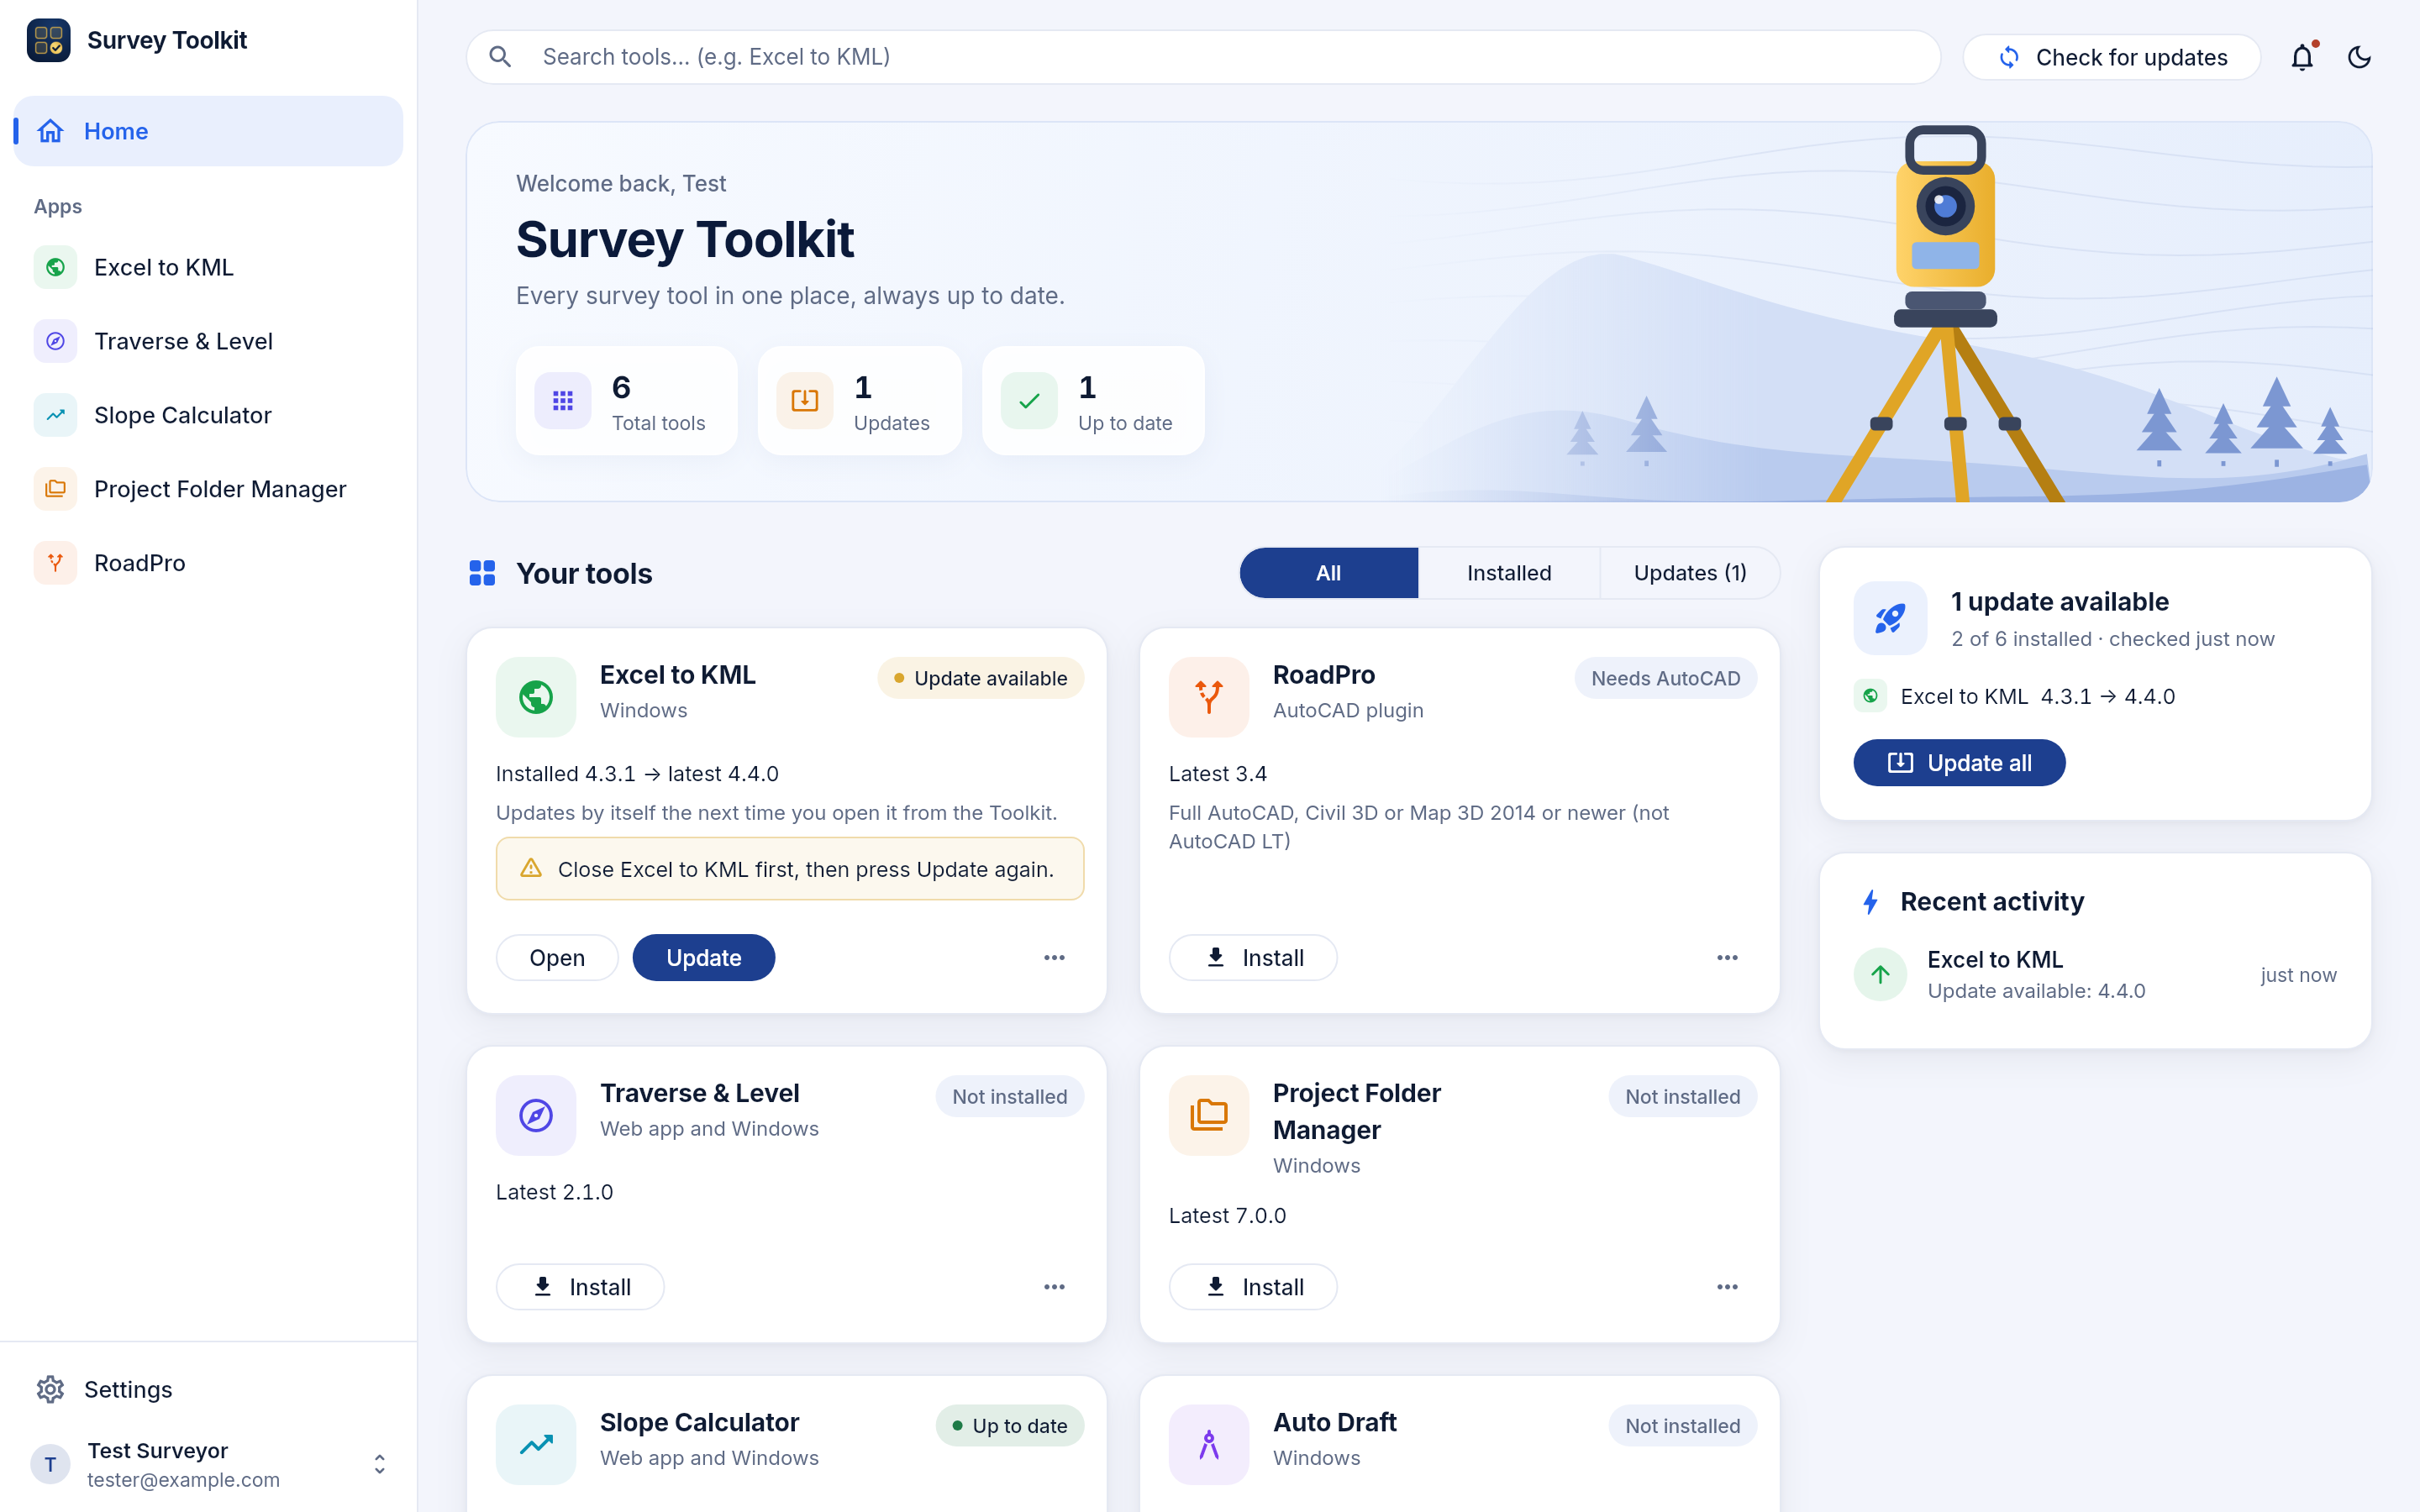 Survey Toolkit
Home
Apps
Excel to KML
Traverse & Level
Slope Calculator
Project Folder Manager
RoadPro
Settings
T
Test Surveyor
tester@example.com
Search tools... (e.g. Excel to KML)
Check for updates
Welcome back, Test
Survey Toolkit
Every survey tool in one place, always up to date.
6
Total tools
1
Updates
1
Up to date
Your tools
All
Installed
Updates (1)
Excel to KML
Windows
Update available
Installed 4.3.1 → latest 4.4.0
Updates by itself the next time you open it from the Toolkit.
Close Excel to KML first, then press Update again.
Open
Update
RoadPro
AutoCAD plugin
Needs AutoCAD
Latest 3.4
Full AutoCAD, Civil 3D or Map 3D 2014 or newer (not
AutoCAD LT)
Install
Traverse & Level
Web app and Windows
Not installed
Latest 2.1.0
Install
Project Folder
Manager
Windows
Not installed
Latest 7.0.0
Install
Slope Calculator
Web app and Windows
Up to date
Auto Draft
Windows
Not installed
1 update available
2 of 6 installed · checked just now
Excel to KML 4.3.1 → 4.4.0
Update all
Recent activity
Excel to KML
Update available: 4.4.0
just now